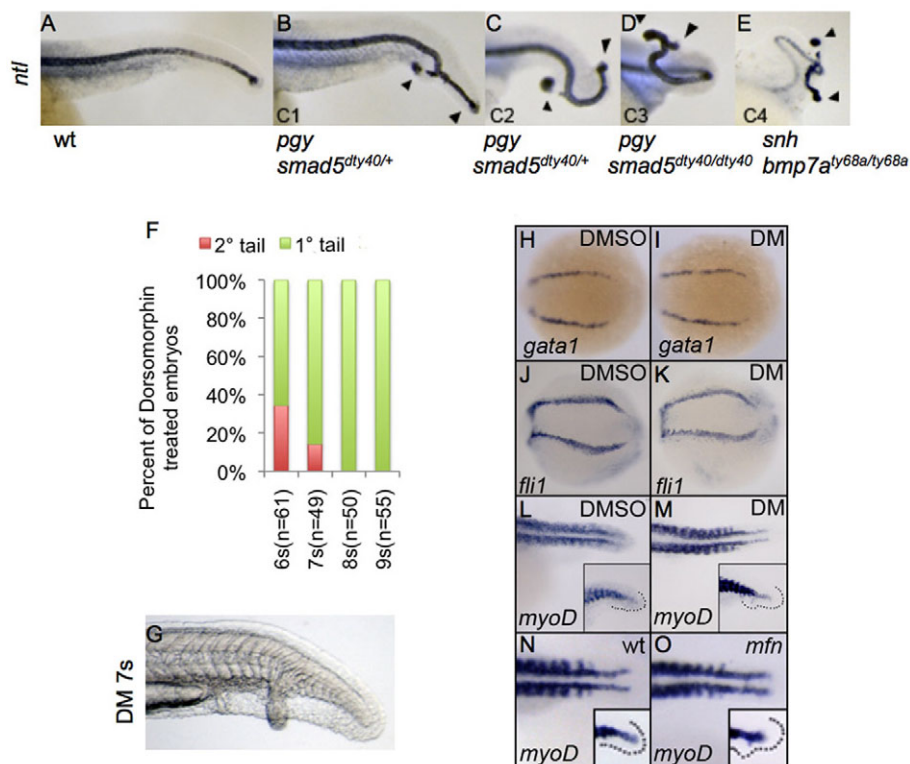 A
B
C
D
E
ntl
C1
C2
C3
C4
wt
pgy
smad5dty40/+
pgy
smad5dty40/+
pgy
smad5dty40/dty40
snh
bmp7aty68a/ty68a
F
2° tail
1° tail
Percent of Dorsomorphin
treated embryos
100%
80%
60%
40%
20%
0%
6s(n=61)
7s(n=49)
8s(n=50)
9s(n=55)
G
DM 7s
H
DMSO
gata1
I
DM
gata1
J
DMSO
fli1
K
DM
fli1
L
DMSO
myoD
M
DM
myoD
N
wt
myoD
O
mfn
myoD